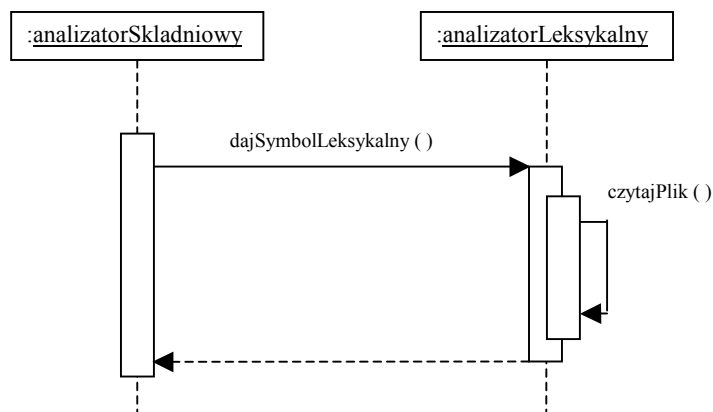 :analizatorSkladniowy
:analizatorLeksykalny
dajSymbolLeksykalny ( )
czytajPlik ( )